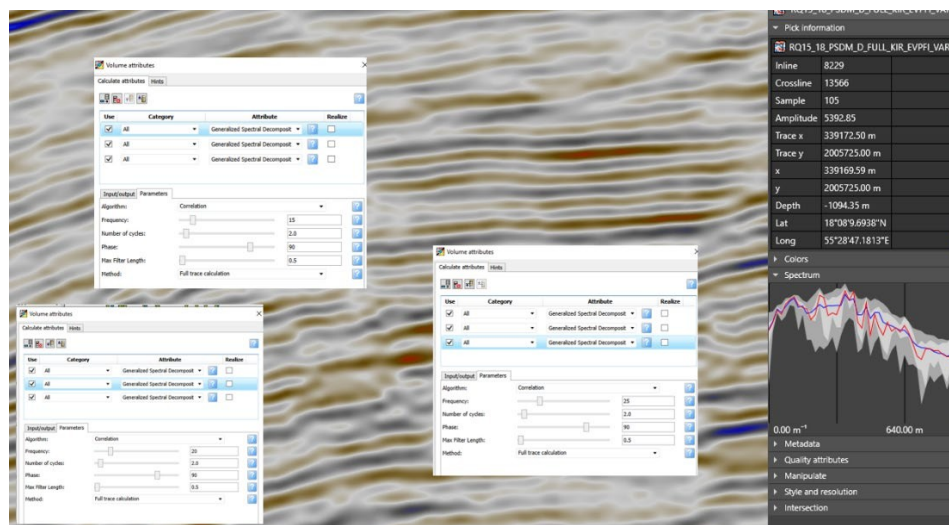 Volume attributes
Calculate attributes Hints
Use Category Attribute Realize
All Generalized Spectral Decomposit
All Generalized Spectral Decomposit
All Generalized Spectral Decomposit
Input/output Parameters
Algorithm: Correlation
Frequency: 15
Number of cycles: 2.0
Phase: 90
Max Filter Length: 0.5
Method: Full trace calculation
Volume attributes
Calculate attributes Hints
Use Category Attribute Realize
All Generalized Spectral Decomposit
All Generalized Spectral Decomposit
All Generalized Spectral Decomposit
Input/output Parameters
Algorithm: Correlation
Frequency: 20
Number of cycles: 2.0
Phase: 90
Max Filter Length: 0.5
Method: Full trace calculation
Volume attributes
Calculate attributes Hints
Use Category Attribute Realize
All Generalized Spectral Decomposit
All Generalized Spectral Decomposit
All Generalized Spectral Decomposit
Input/output Parameters
Algorithm: Correlation
Frequency: 25
Number of cycles: 2.0
Phase: 90
Max Filter Length: 0.5
Method: Full trace calculation
Pick information
RQ15_18_PSDM_D_FULL_KIR_EVPFI_VAR
Inline 8229
Crossline 13566
Sample 105
Amplitude 5392.85
Trace x 339172.50 m
Trace y 2005725.00 m
x 339169.59 m
y 2005725.00 m
Depth -1094.35 m
Lat 18°08'9.6938"N
Long 55°28'47.1813"E
Colors
Spectrum
0.00 m⁻¹ 640.00 m
Metadata
Quality attributes
Manipulate
Style and resolution
Intersection